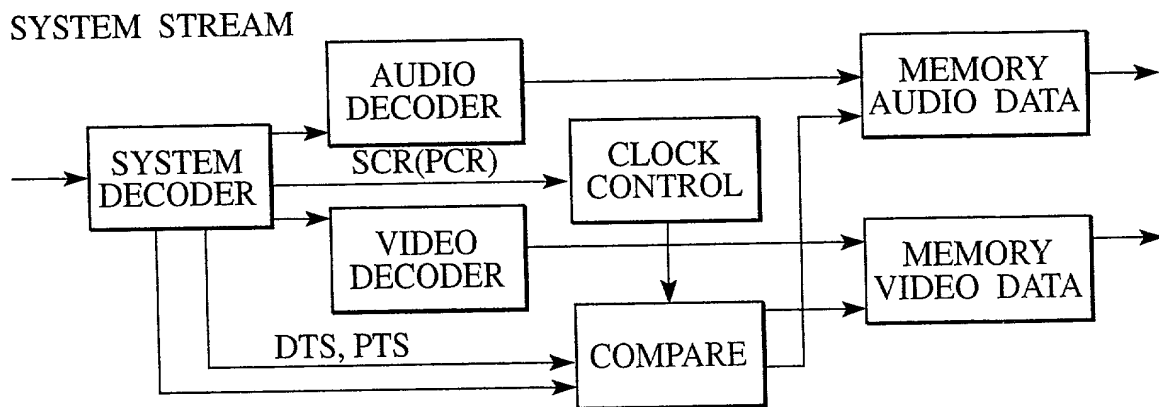 SYSTEM STREAM
AUDIO
DECODER
MEMORY
AUDIO DATA
SYSTEM
DECODER
SCR(PCR)
CLOCK
CONTROL
VIDEO
DECODER
MEMORY
VIDEO DATA
DTS, PTS
COMPARE